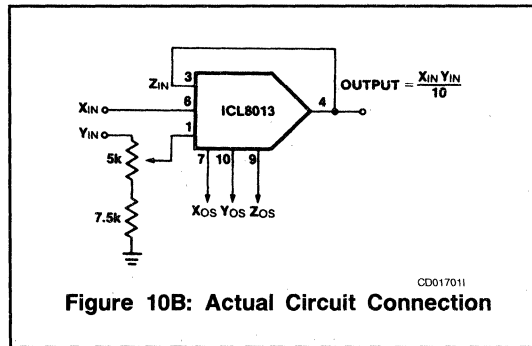 ZIN 3
XIN 6 ICL8013 4 OUTPUT = XIN YIN
10
YIN 1
5k
7 10 9
7.5k
XOS YOS ZOS
CD01701I
Figure 10B: Actual Circuit Connection